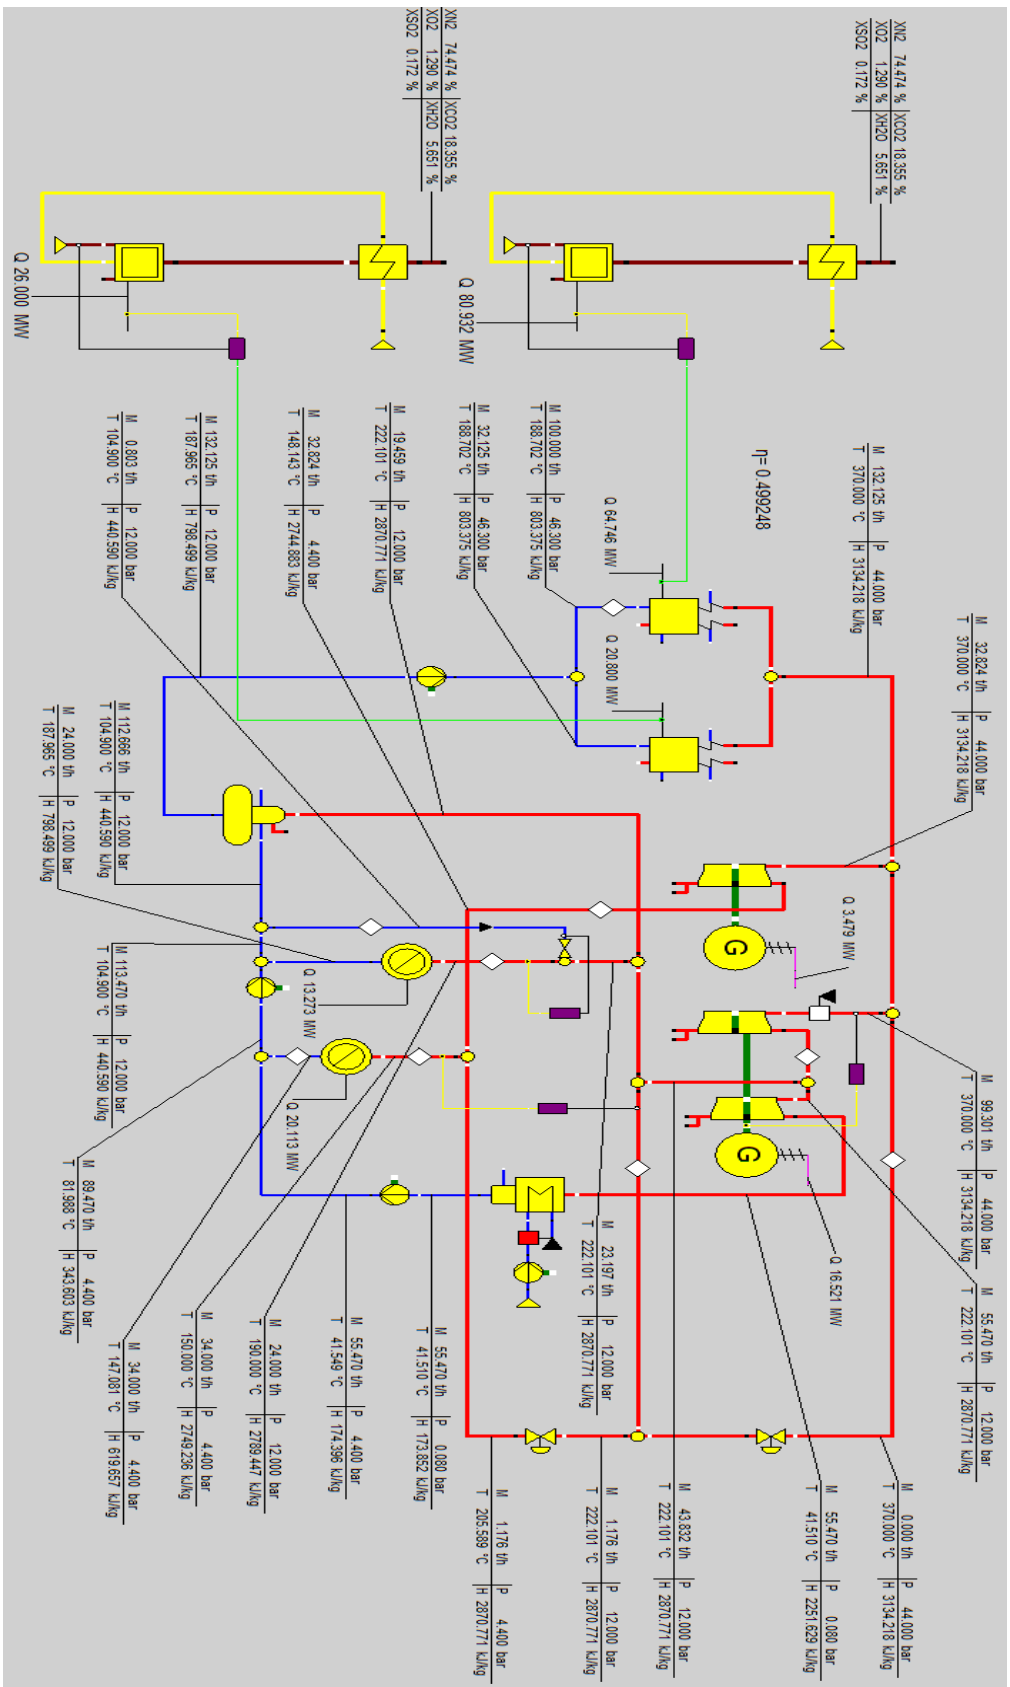 XN2 74.474 % XCO2 18.355 %
XO2 1.290 % XH2O 5.651 %
XSO2 0.172 %
XN2 74.474 % XCO2 18.355 %
XO2 1.290 % XH2O 5.651 %
XSO2 0.172 %
Q 26.000 MW
Q 80.932 MW
η= 0.499248
M 132.125 t/h P 44.000 bar
T 370.000 °C H 3134.218 kJ/kg
M 32.824 t/h P 44.000 bar
T 370.000 °C H 3134.218 kJ/kg
M 100.000 t/h P 46.300 bar
T 188.702 °C H 803.375 kJ/kg
M 32.125 t/h P 46.300 bar
T 188.702 °C H 803.375 kJ/kg
M 19.459 t/h P 12.000 bar
T 222.101 °C H 2870.771 kJ/kg
M 32.824 t/h P 4.400 bar
T 148.143 °C H 2744.883 kJ/kg
M 132.125 t/h P 12.000 bar
T 187.965 °C H 798.499 kJ/kg
M 0.803 t/h P 12.000 bar
T 104.900 °C H 440.590 kJ/kg
Q 64.746 MW
Q 20.800 MW
Q 3.479 MW
G
G
Q 16.521 MW
M 112.666 t/h P 12.000 bar
T 104.900 °C H 440.590 kJ/kg
M 24.000 t/h P 12.000 bar
T 187.965 °C H 798.499 kJ/kg
Q 13.273 MW
Q 20.113 MW
M 113.470 t/h P 12.000 bar
T 104.900 °C H 440.590 kJ/kg
M 89.470 t/h P 4.400 bar
T 81.988 °C H 343.603 kJ/kg
M 99.301 t/h P 44.000 bar
T 370.000 °C H 3134.218 kJ/kg
M 55.470 t/h P 12.000 bar
T 222.101 °C H 2870.771 kJ/kg
M 23.197 t/h P 12.000 bar
T 222.101 °C H 2870.771 kJ/kg
M 55.470 t/h P 0.080 bar
T 41.510 °C H 173.852 kJ/kg
M 55.470 t/h P 4.400 bar
T 41.549 °C H 174.396 kJ/kg
M 24.000 t/h P 12.000 bar
T 190.000 °C H 2789.447 kJ/kg
M 34.000 t/h P 4.400 bar
T 150.000 °C H 2749.236 kJ/kg
M 34.000 t/h P 4.400 bar
T 147.081 °C H 619.657 kJ/kg
M 0.000 t/h P 44.000 bar
T 370.000 °C H 3134.218 kJ/kg
M 55.470 t/h P 0.080 bar
T 41.510 °C H 2251.629 kJ/kg
M 43.832 t/h P 12.000 bar
T 222.101 °C H 2870.771 kJ/kg
M 1.176 t/h P 12.000 bar
T 222.101 °C H 2870.771 kJ/kg
M 1.176 t/h P 4.400 bar
T 205.589 °C H 2870.771 kJ/kg